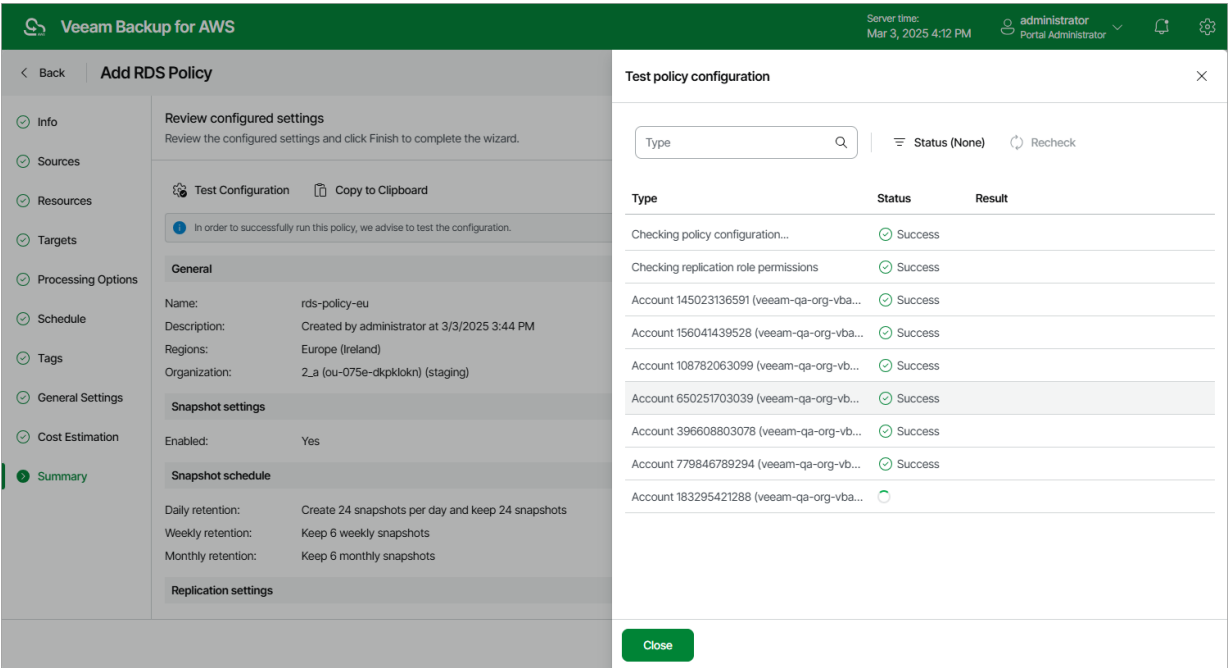 Veeam Backup for AWS
Server time:
Mar 3, 2025 4:12 PM
administrator
Portal Administrator
Back
Add RDS Policy
Info
Sources
Resources
Targets
Processing Options
Schedule
Tags
General Settings
Cost Estimation
Summary
Review configured settings
Review the configured settings and click Finish to complete the wizard.
Test Configuration Copy to Clipboard
In order to successfully run this policy, we advise to test the configuration.
General
Name: rds-policy-eu
Description: Created by administrator at 3/3/2025 3:44 PM
Regions: Europe (Ireland)
Organization: 2_a (ou-075e-dkpklokn) (staging)
Snapshot settings
Enabled: Yes
Snapshot schedule
Daily retention: Create 24 snapshots per day and keep 24 snapshots
Weekly retention: Keep 6 weekly snapshots
Monthly retention: Keep 6 monthly snapshots
Replication settings
Test policy configuration
Type Status (None) Recheck
Type Status Result
Checking policy configuration... Success
Checking replication role permissions Success
Account 145023136591 (veeam-qa-org-vba... Success
Account 156041439528 (veeam-qa-org-vba... Success
Account 108782063099 (veeam-qa-org-vb... Success
Account 650251703039 (veeam-qa-org-vb... Success
Account 396608803078 (veeam-qa-org-vb... Success
Account 779846789294 (veeam-qa-org-vb... Success
Account 183295421288 (veeam-qa-org-vba...
Close